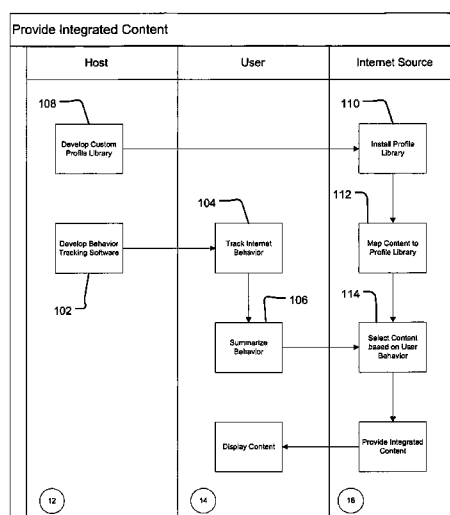 Provide Integrated Content
Host
User
Internet Source
108
110
Develop Custom
Profile Library
Install Profile
Library
104
112
Develop Behavior
Tracking Software
Track Internet
Behavior
Map Content to
Profile Library
102
106
114
Summarize
Behavior
Select Content
based on User
Behavior
Display Content
Provide Integrated
Content
12
14
16